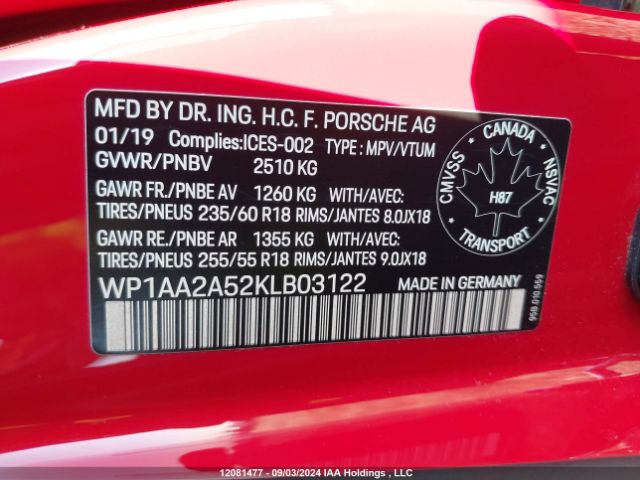 MFD BY DR. ING. H.C. F. PORSCHE AG
01/19 Complies:ICES-002 TYPE : MPV/VTUM
GVWR/PNBV 2510 KG
GAWR FR./PNBE AV 1260 KG WITH/AVEC:
TIRES/PNEUS 235/60 R18 RIMS/JANTES 8.0JX18
GAWR RE./PNBE AR 1355 KG WITH/AVEC:
TIRES/PNEUS 255/55 R18 RIMS/JANTES 9.0JX18
WP1AA2A52KLB03122
CANADA
CMVSS
NSVAC
H87
TRANSPORT
958.010.559
12081477 - 09/03/2024 IAA Holdings , LLC